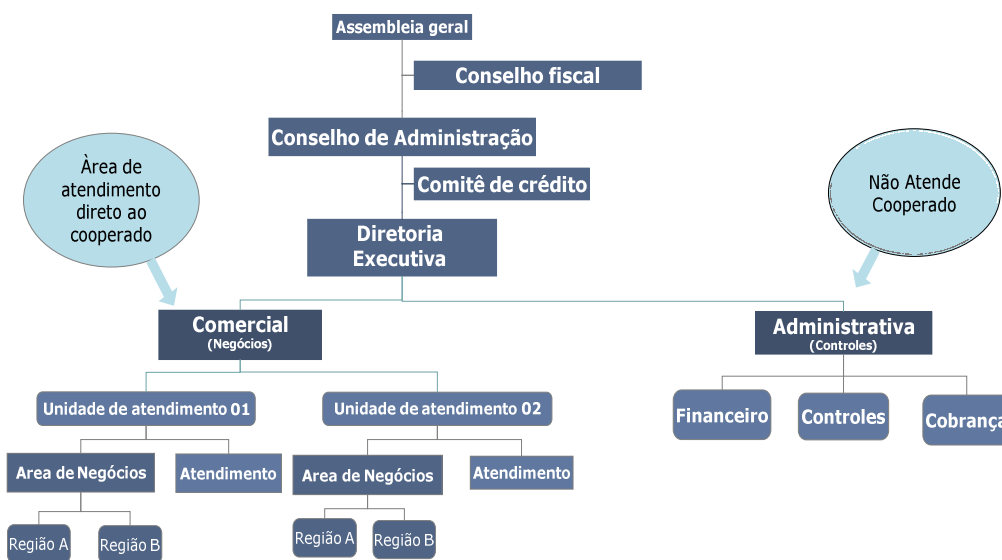 Assembleia geral
Conselho fiscal
Conselho de Administração
Comitê de crédito
Àrea de
atendimento
direto ao
cooperado
Não Atende
Cooperado
Diretoria
Executiva
Comercial
(Negócios)
Administrativa
(Controles)
Unidade de atendimento 01
Unidade de atendimento 02
Financeiro
Controles
Cobrança
Area de Negócios
Atendimento
Area de Negócios
Atendimento
Região A
Região B
Região A
Região B